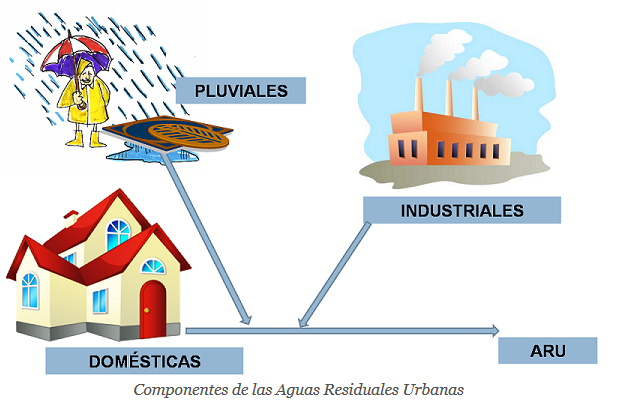 PLUVIALES
INDUSTRIALES
DOMÉSTICAS
ARU
Componentes de las Aguas Residuales Urbanas